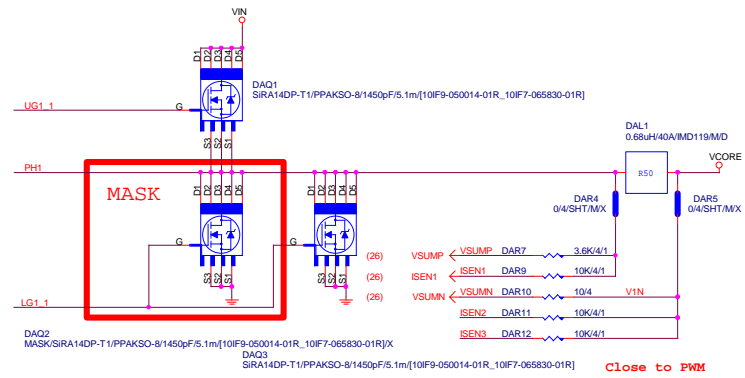 VIN
D1
D2
D3
D4
D5
DAQ1
SiRA14DP-T1/PPAKSO-8/1450pF/5.1m/[10IF9-050014-01R_10IF7-065830-01R]
UG1_1
G
S3
S2
S1
DAL1
0.68uH/40A/IMD119/M/D
VCORE
PH1
R50
MASK
D1
D2
D3
D4
D5
D1
D2
D3
D4
D5
DAR4
0/4/SHT/M/X
DAR5
0/4/SHT/M/X
G
G
(26) VSUMP VSUMP DAR7 3.6K/4/1
(26) ISEN1 ISEN1 DAR9 10K/4/1
S3
S2
S1
S3
S2
S1
(26) VSUMN VSUMN DAR10 10/4 V1N
LG1_1
ISEN2 DAR11 10K/4/1
ISEN3 DAR12 10K/4/1
DAQ2
MASK/SiRA14DP-T1/PPAKSO-8/1450pF/5.1m/[10IF9-050014-01R_10IF7-065830-01R]/X
DAQ3
SiRA14DP-T1/PPAKSO-8/1450pF/5.1m/[10IF9-050014-01R_10IF7-065830-01R]
Close to PWM